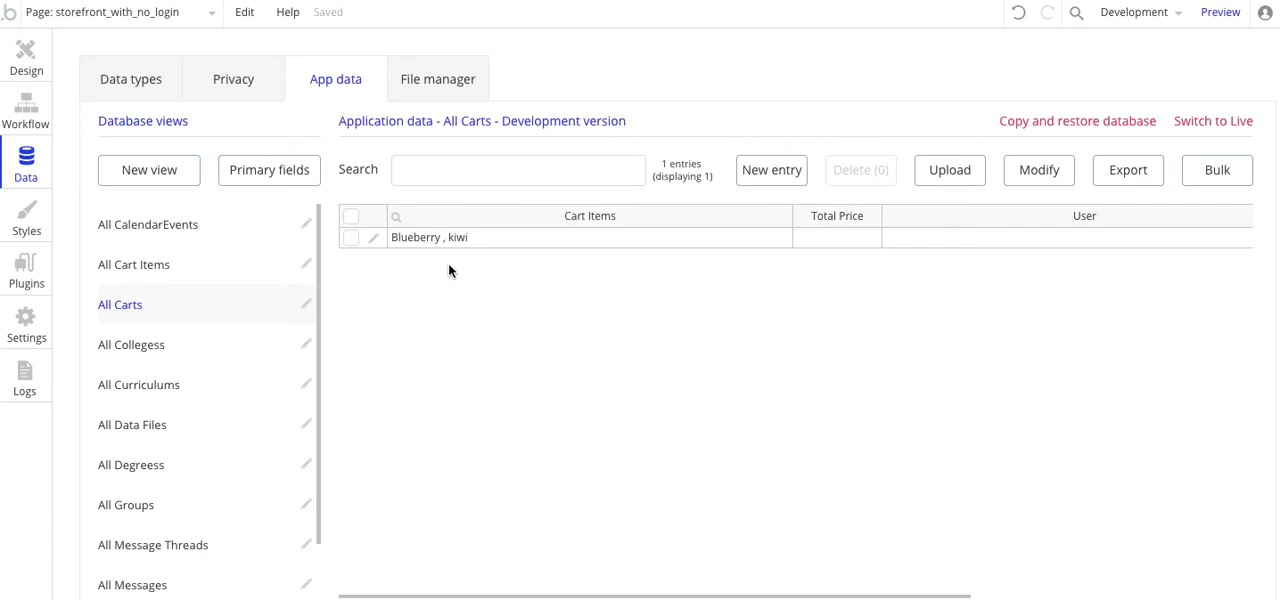 .b Page: storefront_with_no_login Edit Help Saved Development Preview
Design
Workflow
Data
Styles
Plugins
Settings
Logs
Data types Privacy App data File manager
Database views
New view Primary fields
All CalendarEvents
All Cart Items
All Carts
All Collegess
All Curriculums
All Data Files
All Degreess
All Groups
All Message Threads
All Messages
Application data - All Carts - Development version Copy and restore database Switch to Live
Search 1 entries New entry Delete (0) Upload Modify Export Bulk
(displaying 1)
Cart Items Total Price User
Blueberry , kiwi